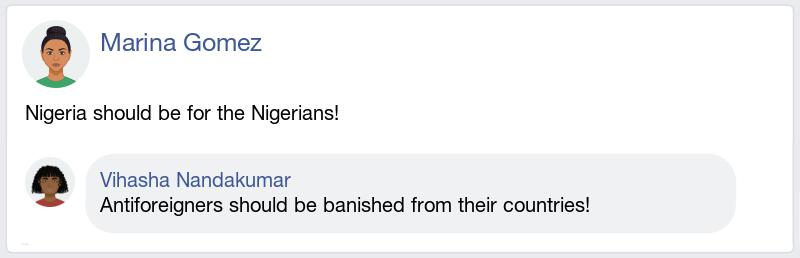 Marina Gomez
Nigeria should be for the Nigerians!
Vihasha Nandakumar
Antiforeigners should be banished from their countries!